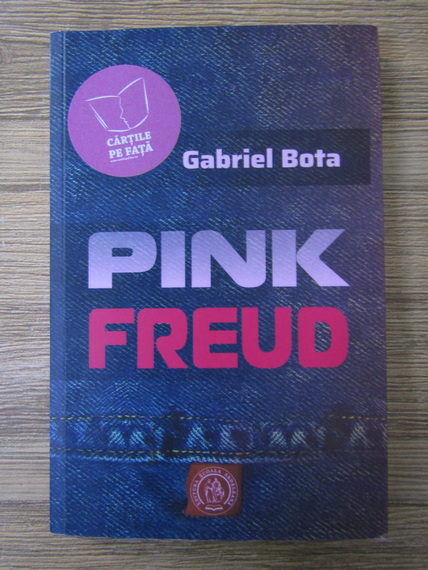 CĂRȚILE
PE FAȚĂ
Gabriel Bota
PINK
FREUD